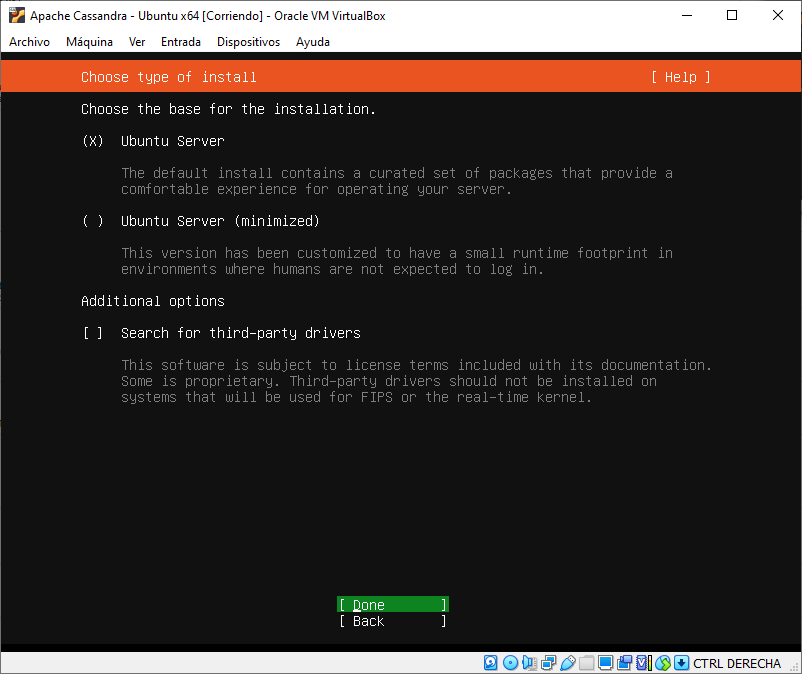 Apache Cassandra - Ubuntu x64 [Corriendo] - Oracle VM VirtualBox
Archivo Máquina Ver Entrada Dispositivos Ayuda
Choose type of install [ Help ]
Choose the base for the installation.
(X) Ubuntu Server
The default install contains a curated set of packages that provide a
comfortable experience for operating your server.
( ) Ubuntu Server (minimized)
This version has been customized to have a small runtime footprint in
environments where humans are not expected to log in.
Additional options
[ ] Search for third-party drivers
This software is subject to license terms included with its documentation.
Some is proprietary. Third-party drivers should not be installed on
systems that will be used for FIPS or the real-time kernel.
[ Done ]
[ Back ]
CTRL DERECHA